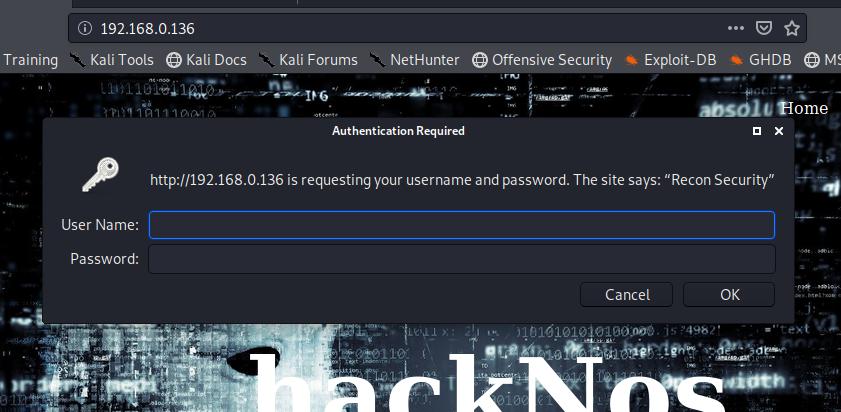 192.168.0.136
Training Kali Tools Kali Docs Kali Forums NetHunter Offensive Security Exploit-DB GHDB MS
Home
Authentication Required
http://192.168.0.136 is requesting your username and password. The site says: “Recon Security”
User Name:
Password:
Cancel OK
hackNos